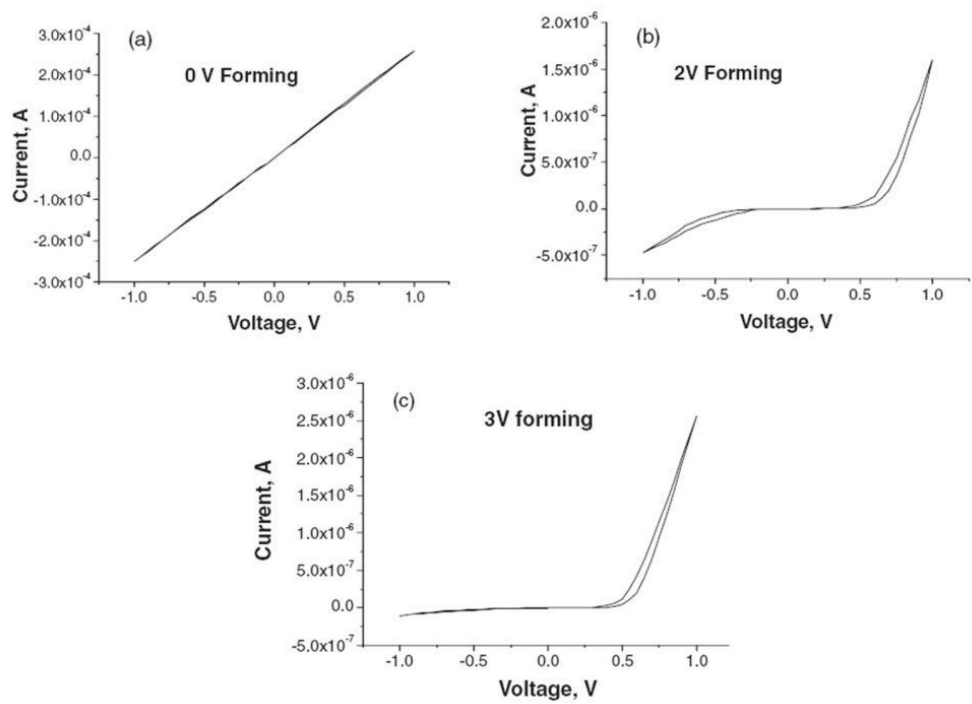 (a)
0 V Forming
Current, A
3.0x10⁻⁴
2.0x10⁻⁴
1.0x10⁻⁴
0.0
-1.0x10⁻⁴
-2.0x10⁻⁴
-3.0x10⁻⁴
-1.0 -0.5 0.0 0.5 1.0
Voltage, V
(b)
2V Forming
Current, A
2.0x10⁻⁶
1.5x10⁻⁶
1.0x10⁻⁶
5.0x10⁻⁷
0.0
-5.0x10⁻⁷
-1.0 -0.5 0.0 0.5 1.0
Voltage, V
(c)
3V forming
Current, A
3.0x10⁻⁶
2.5x10⁻⁶
2.0x10⁻⁶
1.5x10⁻⁶
1.0x10⁻⁶
5.0x10⁻⁷
0.0
-5.0x10⁻⁷
-1.0 -0.5 0.0 0.5 1.0
Voltage, V